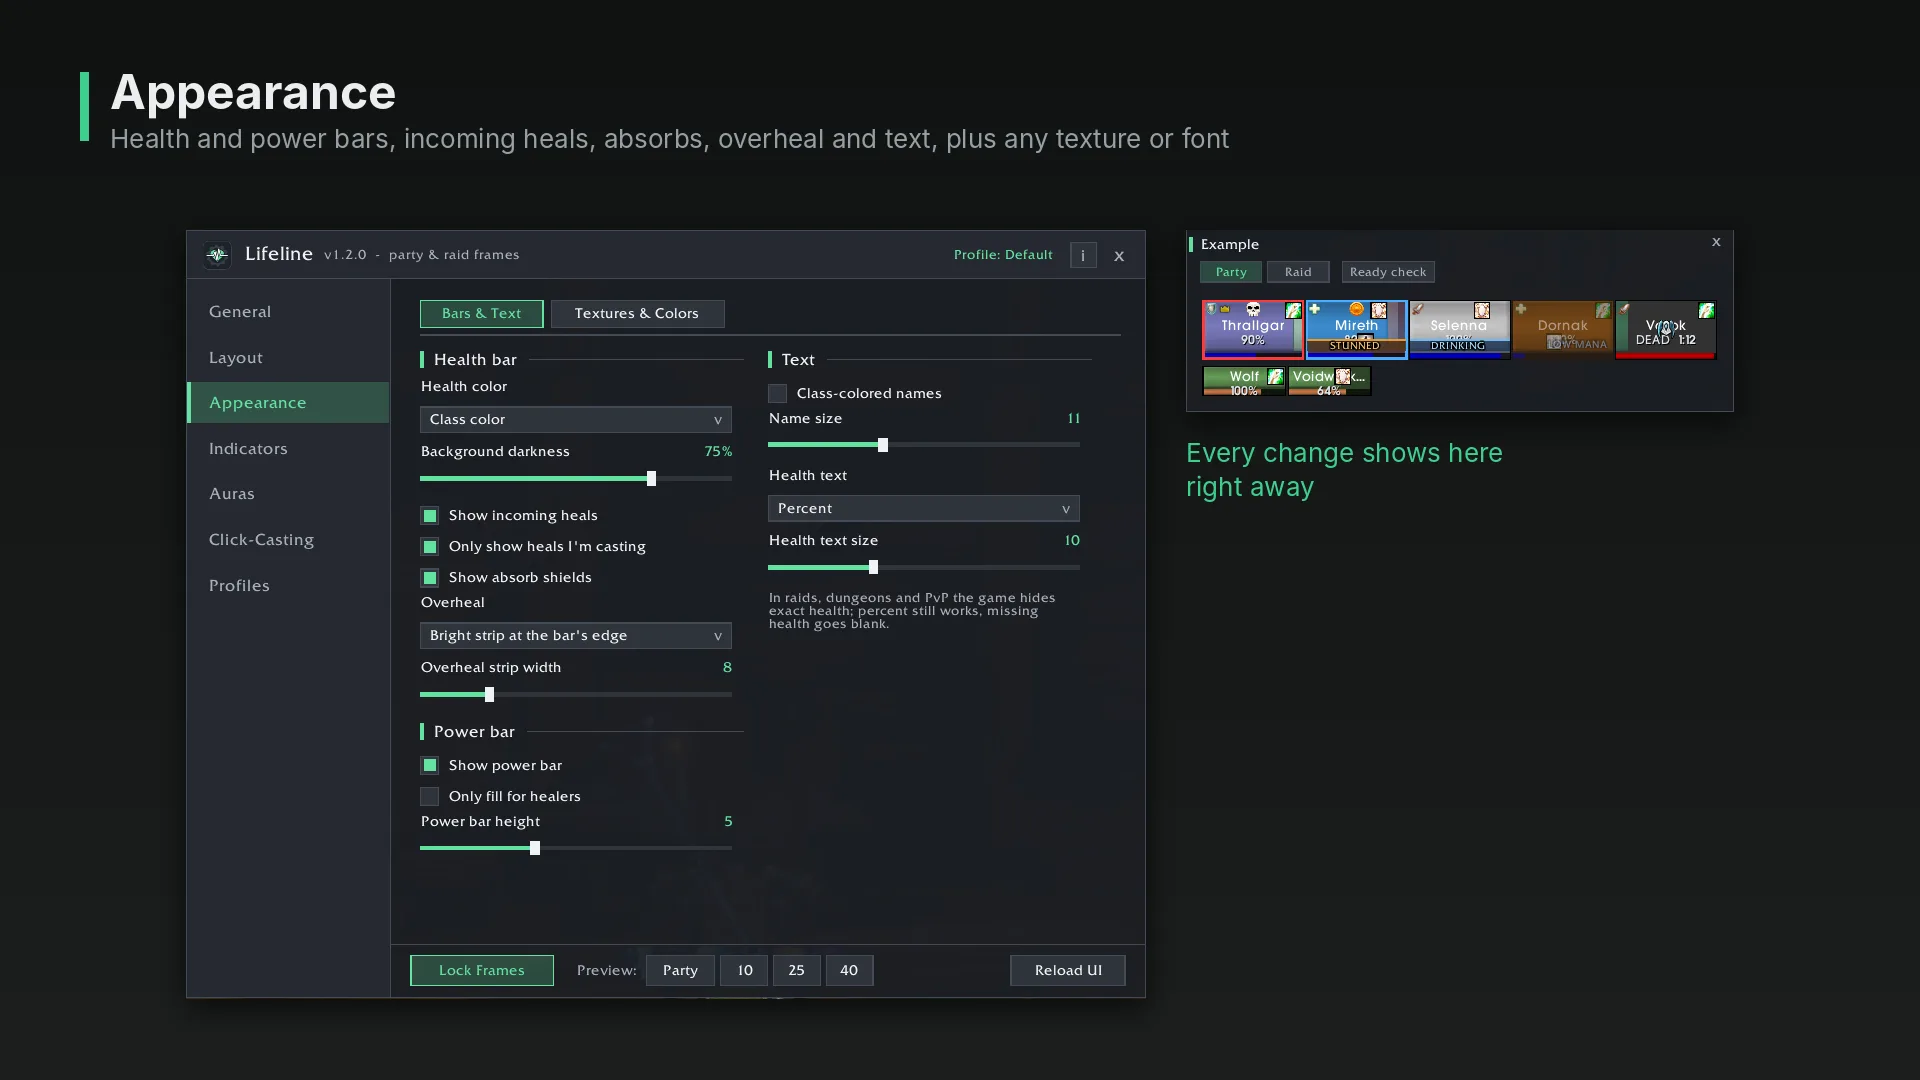 Appearance
Health and power bars, incoming heals, absorbs, overheal and text, plus any texture or font
Lifeline v1.2.0 - party & raid frames
Profile: Default
i
x
General
Layout
Appearance
Indicators
Auras
Click-Casting
Profiles
Bars & Text
Textures & Colors
Health bar
Health color
Class color v
Background darkness 75%
Show incoming heals
Only show heals I'm casting
Show absorb shields
Overheal
Bright strip at the bar's edge v
Overheal strip width 8
Power bar
Show power bar
Only fill for healers
Power bar height 5
Text
Class-colored names
Name size 11
Health text
Percent v
Health text size 10
In raids, dungeons and PvP the game hides
exact health; percent still works, missing
health goes blank.
Lock Frames
Preview:
Party
10
25
40
Reload UI
Example
x
Party
Raid
Ready check
Thrallgar
90%
Mireth
STUNNED
Selenna
DRINKING
Dornak
DEAD 1:12
Wolf
100%
64%
Every change shows here
right away